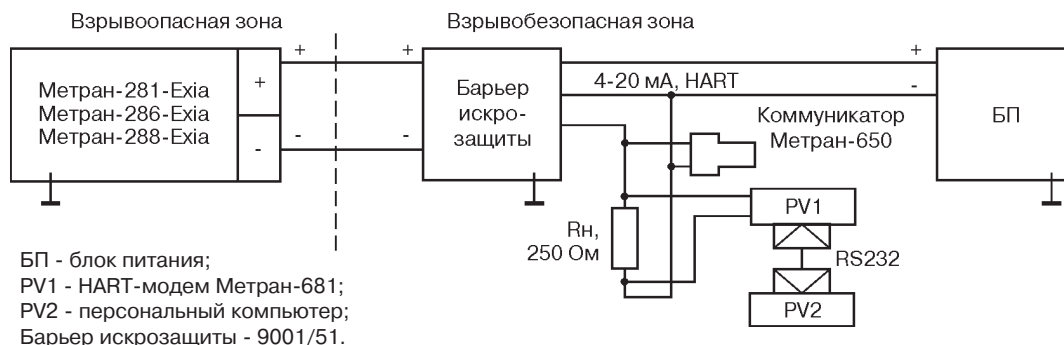 Взрывоопасная зона
Взрывобезопасная зона
+
+
+
Метран-281-Exia
Метран-286-Exia
Метран-288-Exia
+
-
-
-
Барьер
искро-
защиты
4-20 мА, HART
-
БП
Коммуникатор
Метран-650
Rн,
250 Ом
PV1
RS232
PV2
БП - блок питания;
PV1 - HART-модем Метран-681;
PV2 - персональный компьютер;
Барьер искрозащиты - 9001/51.